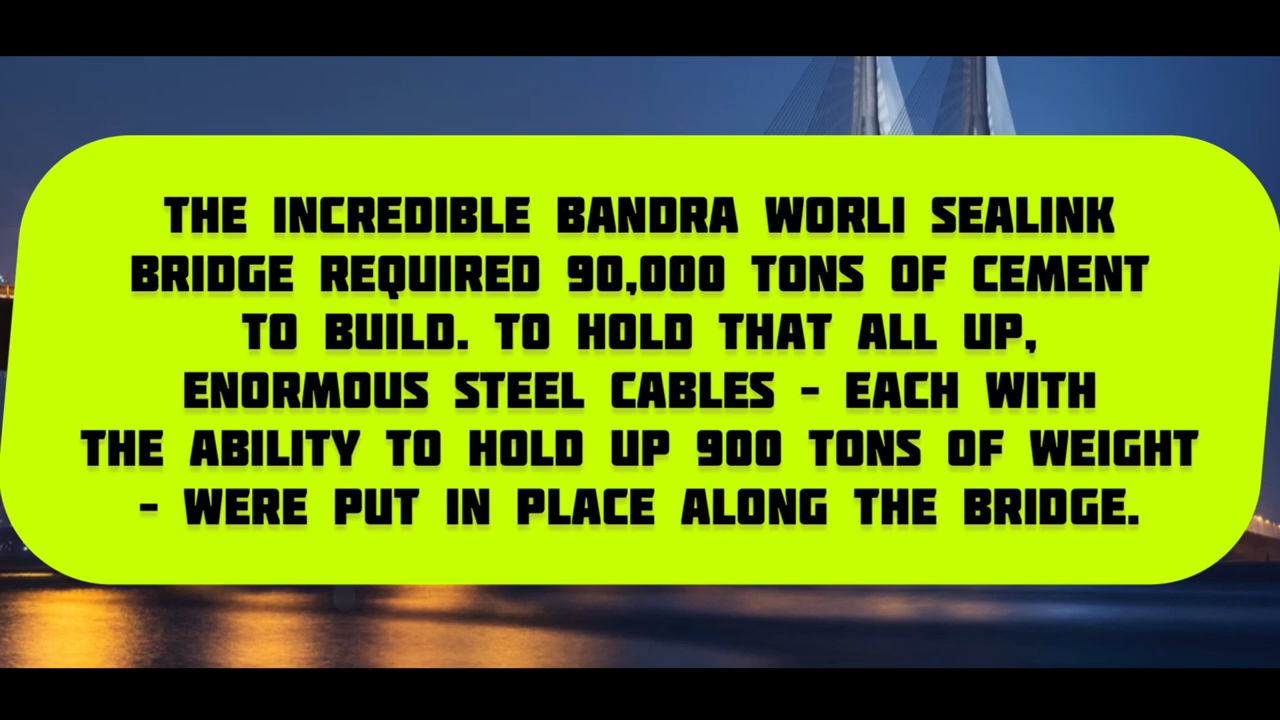 THE INCREDIBLE BANDRA WORLI SEALINK
BRIDGE REQUIRED 90,000 TONS OF CEMENT
TO BUILD. TO HOLD THAT ALL UP,
ENORMOUS STEEL CABLES - EACH WITH
THE ABILITY TO HOLD UP 900 TONS OF WEIGHT
- WERE PUT IN PLACE ALONG THE BRIDGE.